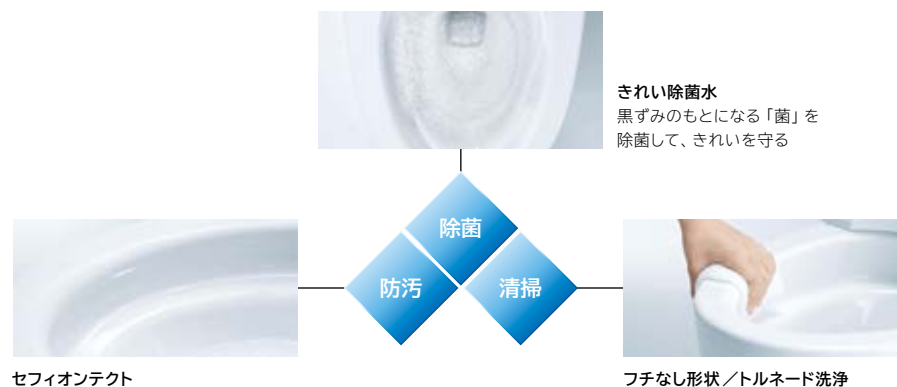 きれい除菌水
黒ずみのもとになる「菌」を
除菌して、きれいを守る
除菌
防汚
清掃
セフィオンテクト
フチなし形状／トルネード洗浄